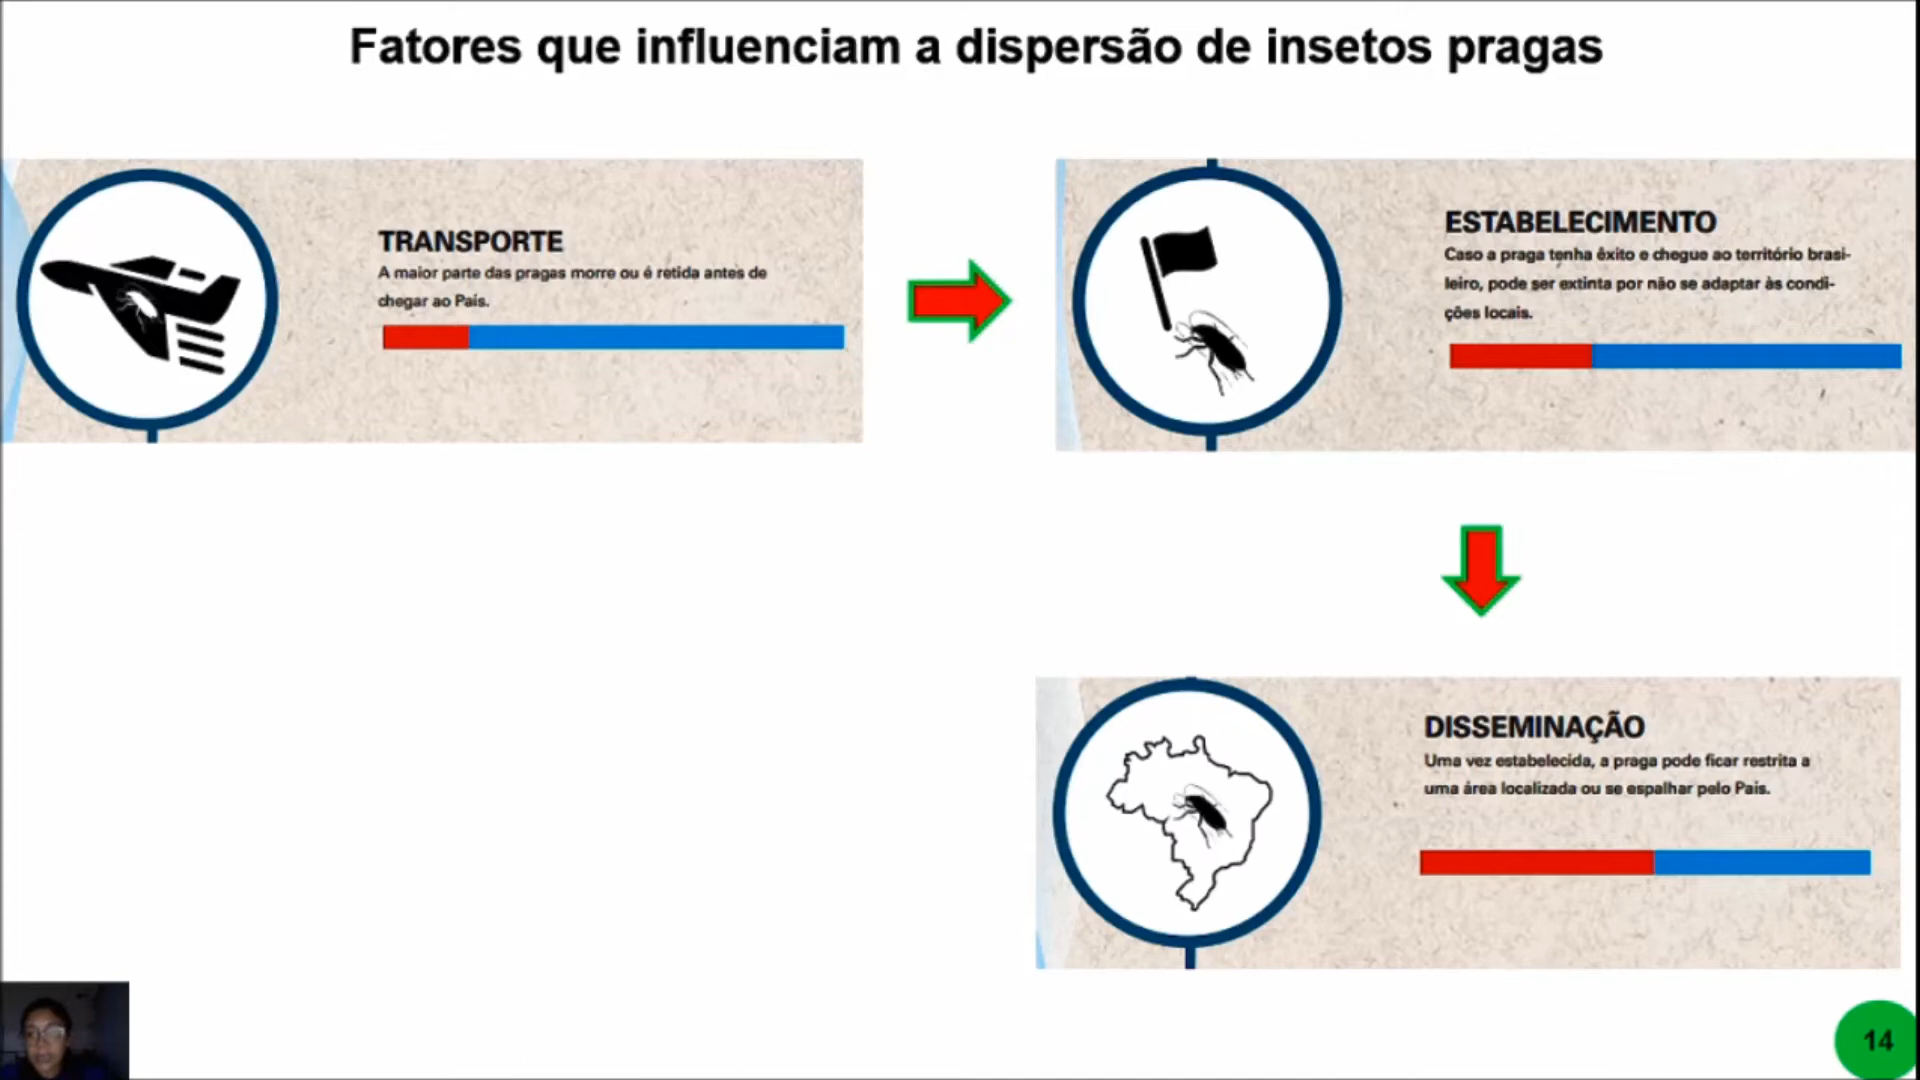 Fatores que influenciam a dispersão de insetos pragas
TRANSPORTE
A maior parte das pragas morre ou é retida antes de
chegar ao País.
ESTABELECIMENTO
Caso a praga tenha êxito e chegue ao território brasi-
leiro, pode ser extinta por não se adaptar às condi-
ções locais.
DISSEMINAÇÃO
Uma vez estabelecida, a praga pode ficar restrita a
uma área localizada ou se espalhar pelo País.
14